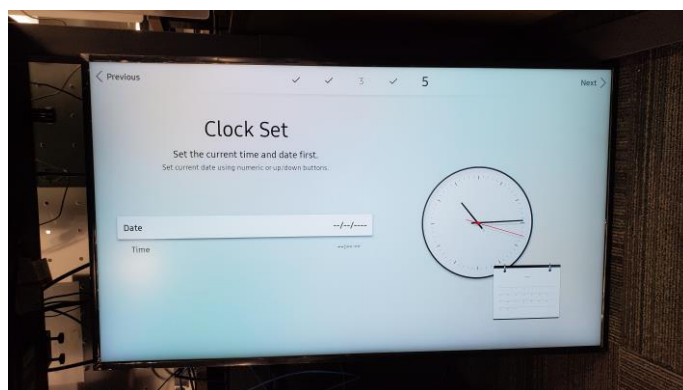 Previous
✓ ✓ 3 ✓ 5
Next
Clock Set
Set the current time and date first.
Set current date using numeric or up/down buttons.
Date --/--/----
Time --:-- --